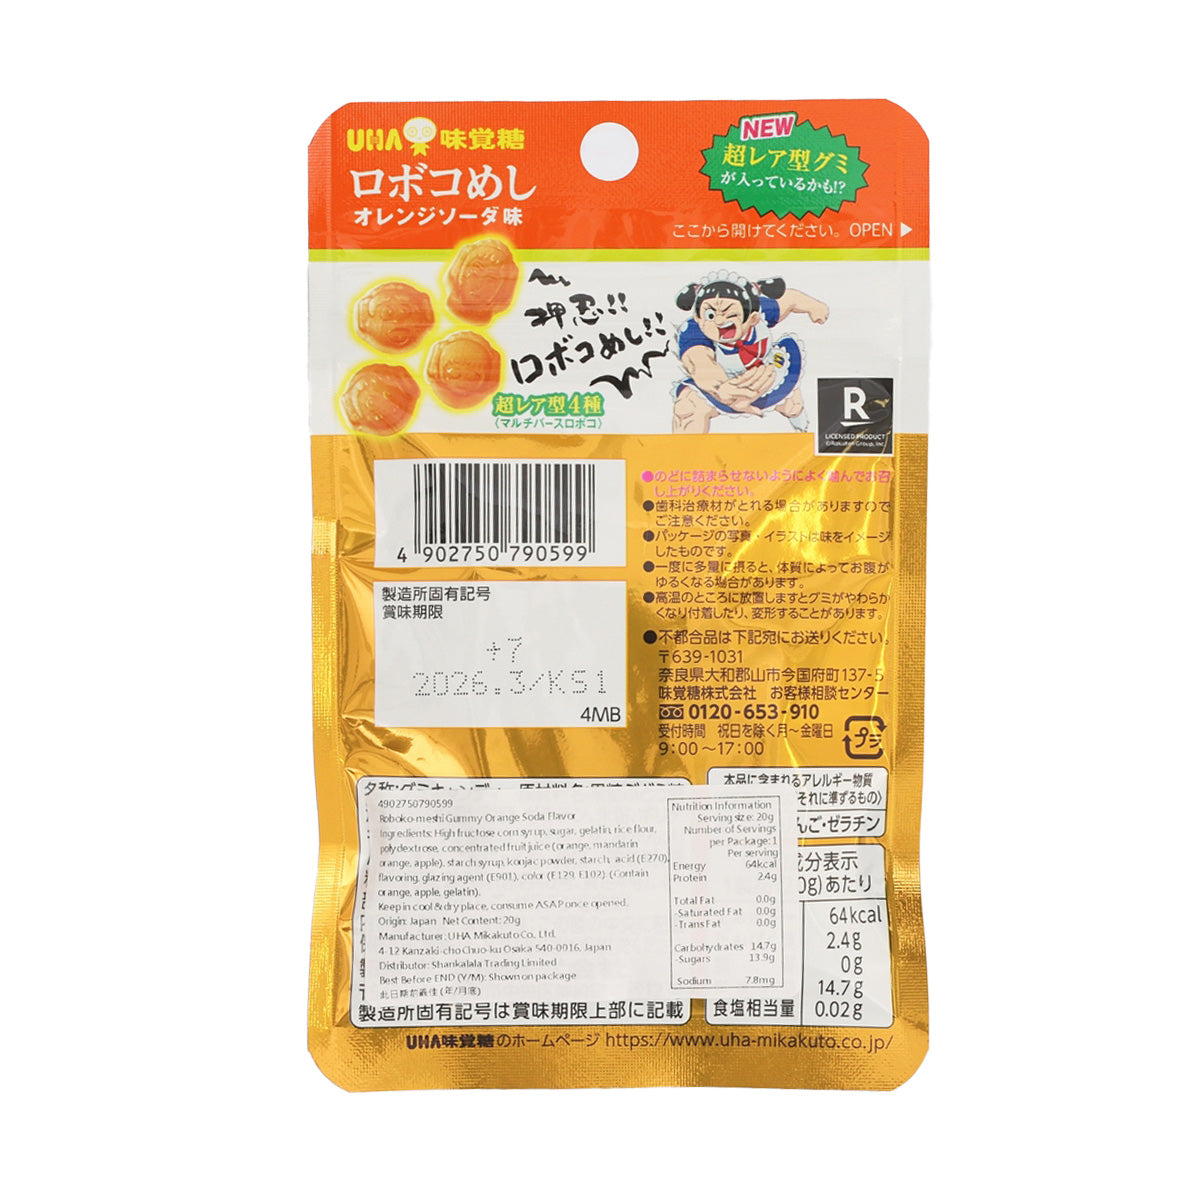 UHA味覚糖
ロボコめし
オレンジソーダ味
NEW
超レア型グミ
が入っているかも!?
ここから開けてください。OPEN▶
押忍!!
ロボコめし!!
超レア型4種
〈マルチバースロボコ〉
R
LICENSED PRODUCT
©Rakuten Group, Inc.
4 902750 790599
製造所固有記号
賞味期限
+7
2026.3/KS1
4MB
●のどに詰まらせないようによく噛んでお召
し上がりください。
●歯科治療材がとれる場合がありますので
ご注意ください。
●パッケージの写真・イラストは味をイメージ
したものです。
●一度に多量に摂ると、体質によってお腹が
ゆるくなる場合があります。
●高温のところに放置しますとグミがやわらか
くなり付着したり、変形することがあります。
●不都合品は下記宛にお送りください。
〒639-1031
奈良県大和郡山市今国府町137-5
味覚糖株式会社 お客様相談センター
0120-653-910
受付時間 祝日を除く月～金曜日
9:00～17:00
プラ
本品に含まれるアレルギー物質
それに準ずるもの〉
んご・ゼラチン
成分表示
0g)あたり
64kcal
2.4g
0g
14.7g
食塩相当量 0.02g
4902750790599
Roboko-meshi Gummy Orange Soda Flavor
Ingredients: High fructose corn syrup, sugar, gelatin, rice flour,
polydextrose, concentrated fruit juice (orange, mandarin
orange, apple), starch syrup, konjac powder, starch, acid (E270),
flavoring, glazing agent (E901), color (E129, E102). (Contain
orange, apple, gelatin).
Keep in cool & dry place, consume ASAP once opened.
Origin: Japan Net Content: 20g
Manufacturer: UHA Mikakuto Co., Ltd.
4-12 Kanzaki-cho Chuo-ku Osaka 540-0016, Japan
Distributor: Shankalala Trading Limited
Best Before END (Y/M): Shown on package
此日期前最佳 (年/月底)
Nutrition Information
Serving size: 20g
Number of Servings
per Package: 1
Per serving
Energy 64kcal
Protein 2.4g
Total Fat 0.0g
-Saturated Fat 0.0g
-Trans Fat 0.0g
Carbohydrates 14.7g
-Sugars 13.9g
Sodium 7.8mg
製造所固有記号は賞味期限上部に記載
UHA味覚糖のホームページ https://www.uha-mikakuto.co.jp/